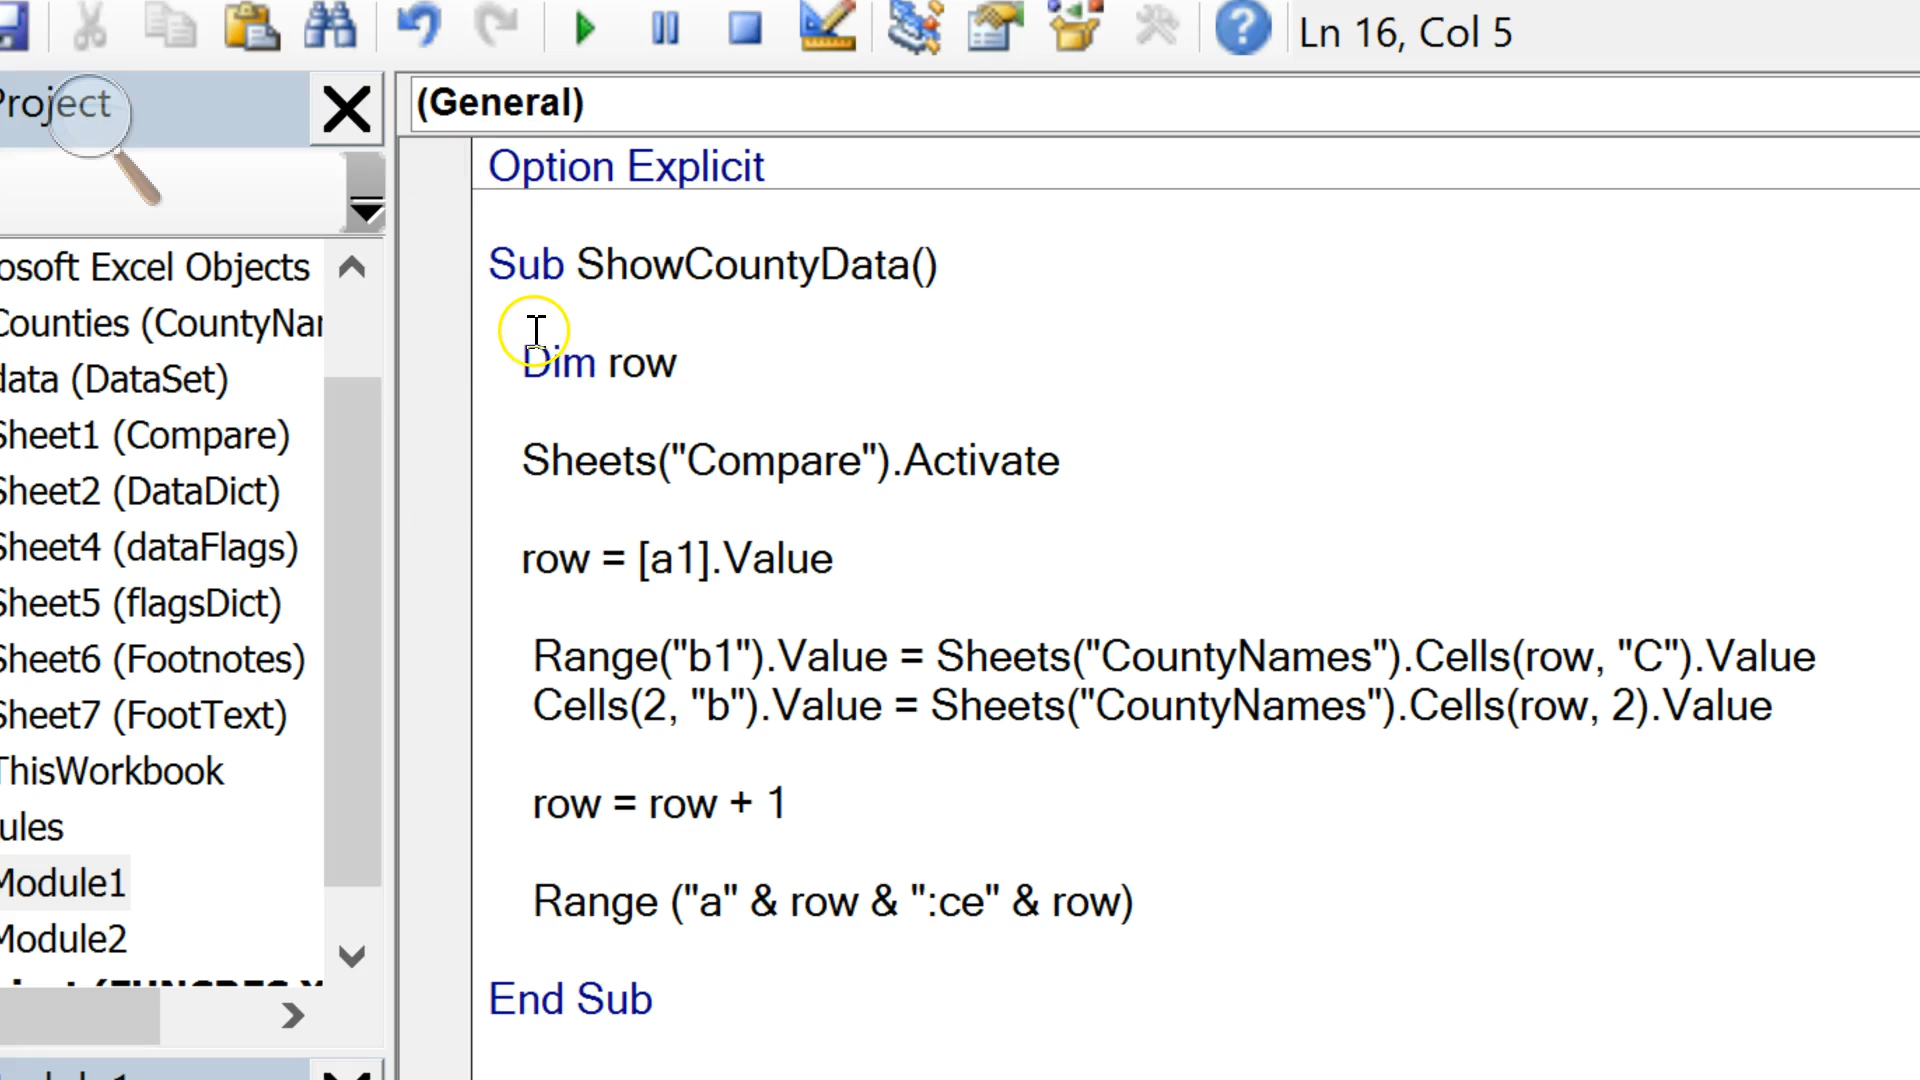 Ln 16, Col 5
Project
(General)
Option Explicit
Sub ShowCountyData()
Dim row
Sheets("Compare").Activate
row = [a1].Value
Range("b1").Value = Sheets("CountyNames").Cells(row, "C").Value
Cells(2, "b").Value = Sheets("CountyNames").Cells(row, 2).Value
row = row + 1
Range ("a" & row & ":ce" & row)
End Sub
osoft Excel Objects
Counties (CountyNa
data (DataSet)
Sheet1 (Compare)
Sheet2 (DataDict)
Sheet4 (dataFlags)
Sheet5 (flagsDict)
Sheet6 (Footnotes)
Sheet7 (FootText)
ThisWorkbook
ules
Module1
Module2